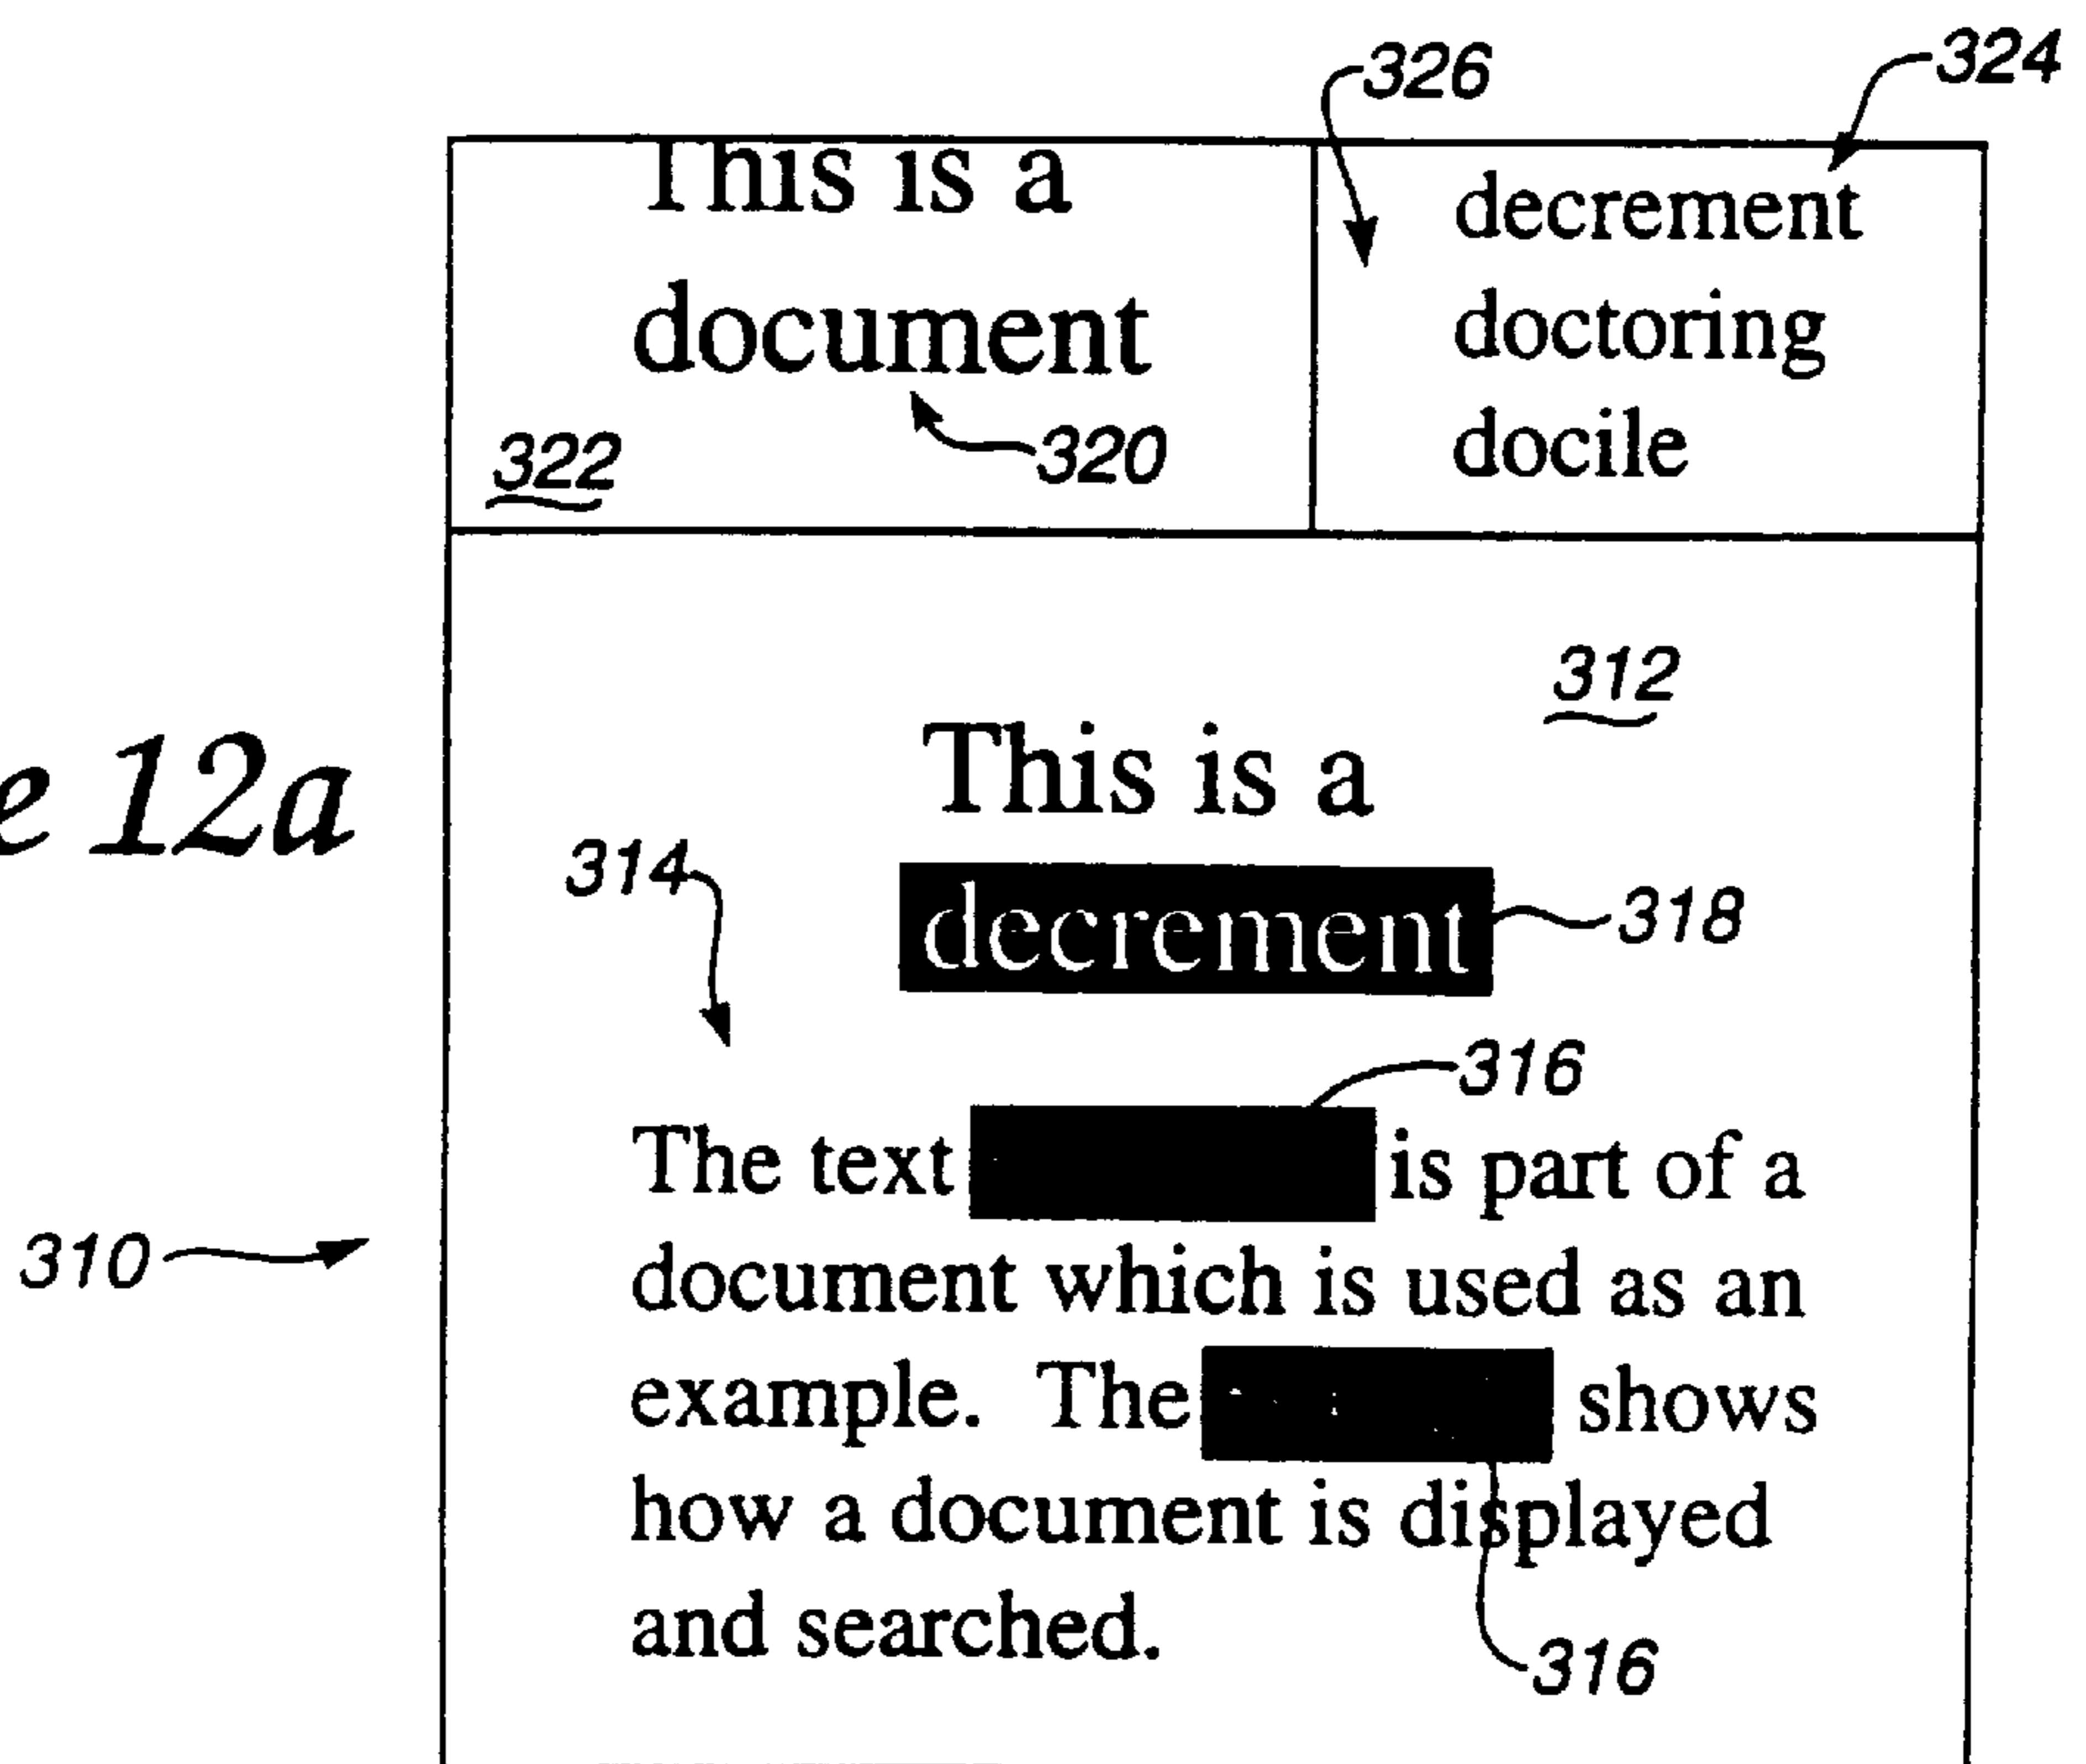 326
324
This is a
document
322
320
decrement
doctoring
docile
312
This is a
314
decrement
318
316
The text is part of a
310
document which is used as an
example. The shows
how a document is displayed
and searched.
316
e 12a